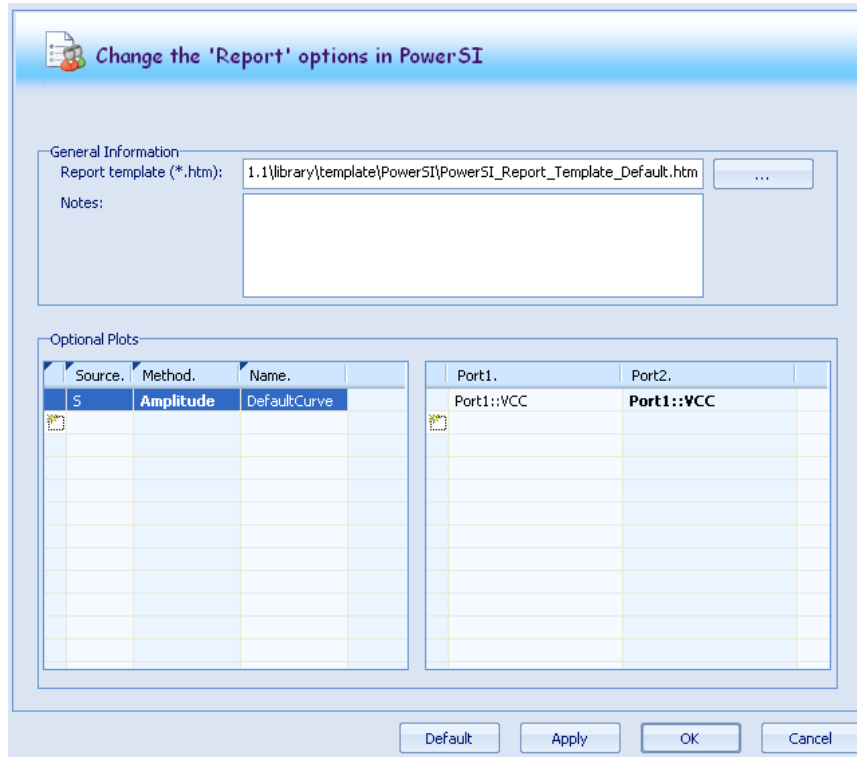 Change the 'Report' options in PowerSI
General Information
Report template (*.htm):
1.1\library\template\PowerSI\PowerSI_Report_Template_Default.htm
...
Notes:
Optional Plots
Source. Method. Name.
S Amplitude DefaultCurve
Port1. Port2.
Port1::VCC Port1::VCC
Default Apply OK Cancel